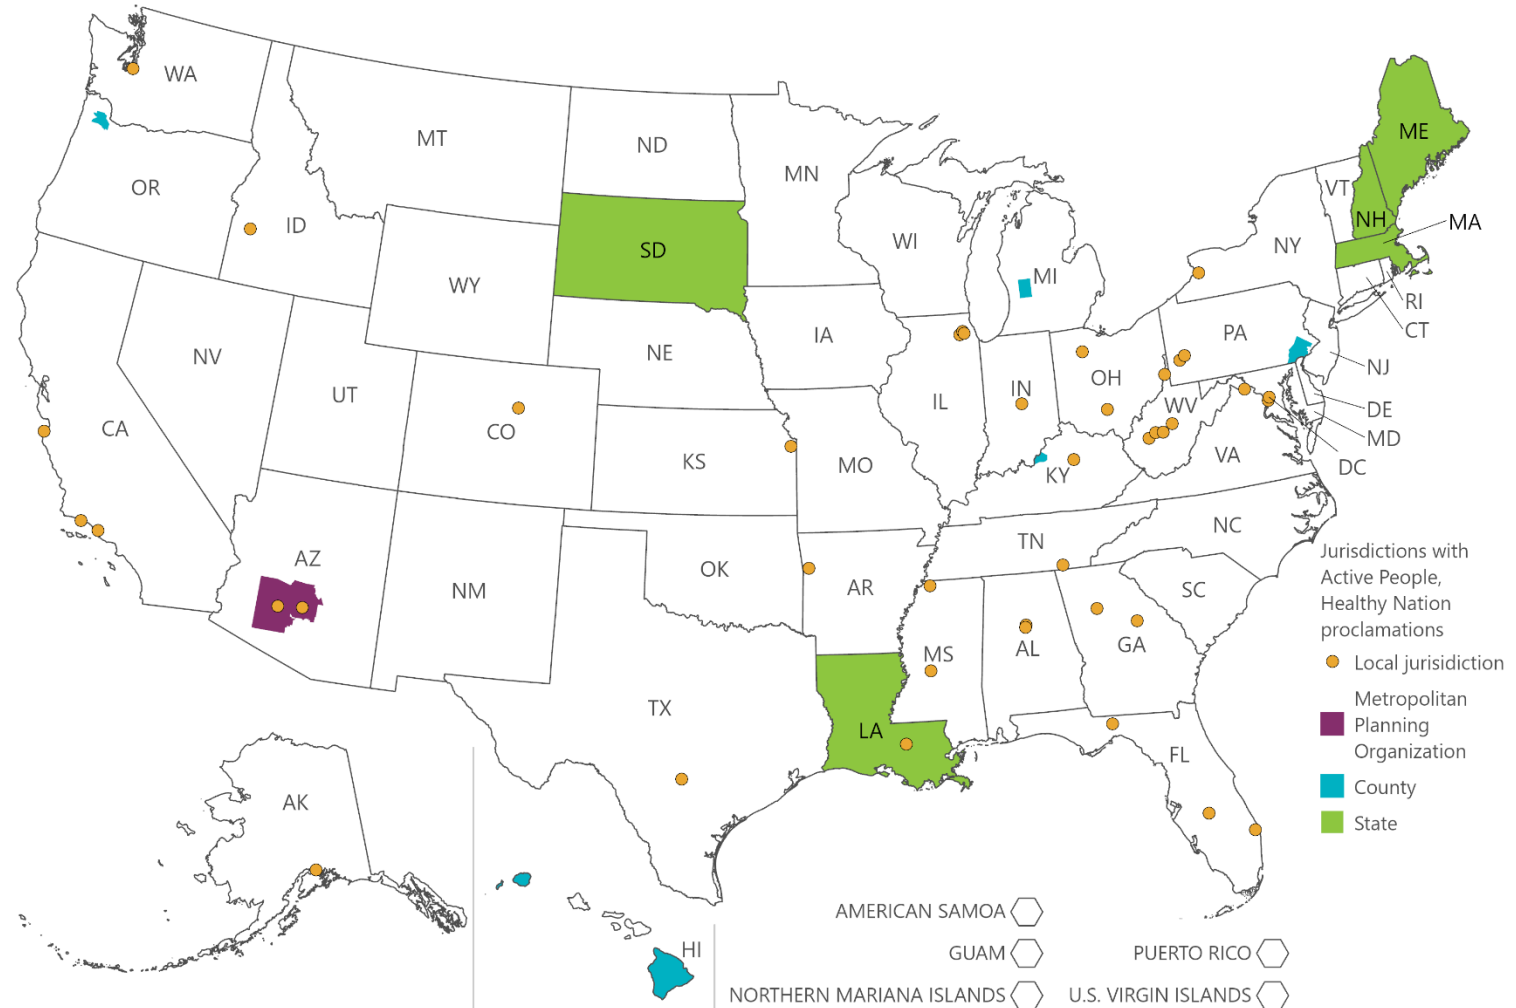 WA
MT
ND
MN
OR
ID
SD
WI
MI
NY
VT
NH
ME
MA
RI
CT
WY
NE
IA
PA
NJ
NV
UT
CO
IL
IN
OH
WV
DE
MD
DC
CA
KS
MO
KY
VA
AZ
NM
OK
AR
TN
NC
SC
TX
LA
MS
AL
GA
FL
AK
HI
Jurisdictions with
Active People,
Healthy Nation
proclamations
Local jurisidiction
Metropolitan
Planning
Organization
County
State
AMERICAN SAMOA
GUAM
PUERTO RICO
NORTHERN MARIANA ISLANDS
U.S. VIRGIN ISLANDS